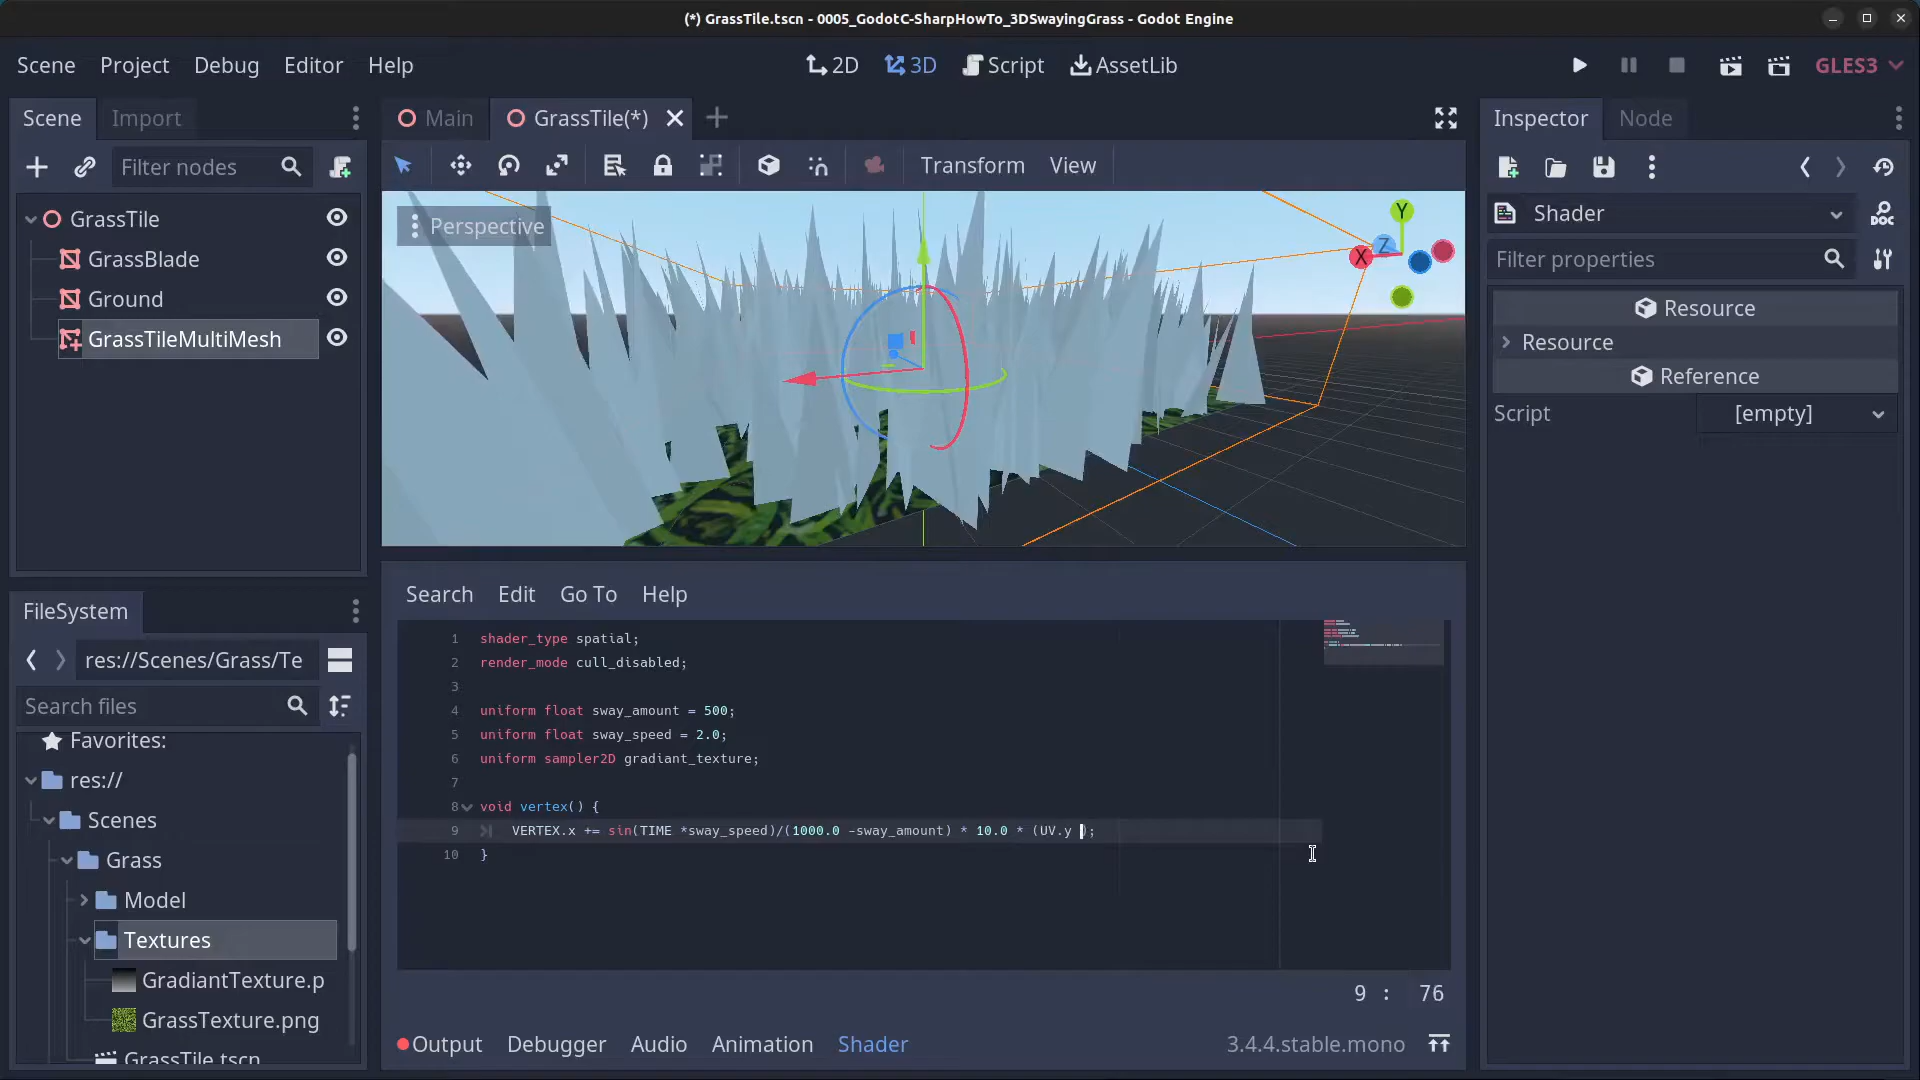 (*) GrassTile.tscn - 0005_GodotC-SharpHowTo_3DSwayingGrass - Godot Engine
Scene Project Debug Editor Help
2D 3D Script AssetLib
GLES3
Scene Import
Filter nodes
GrassTile
GrassBlade
Ground
GrassTileMultiMesh
Main GrassTile(*)
Transform View
Perspective
Y
Z
X
Inspector Node
Shader
Filter properties
Resource
Resource
Reference
Script [empty]
FileSystem
res://Scenes/Grass/Te
Search files
Favorites:
res://
Scenes
Grass
Model
Textures
GradiantTexture.p
GrassTexture.png
GrassTile.tscn
Search Edit Go To Help
1 shader_type spatial;
2 render_mode cull_disabled;
3
4 uniform float sway_amount = 500;
5 uniform float sway_speed = 2.0;
6 uniform sampler2D gradiant_texture;
7
8 void vertex() {
9 VERTEX.x += sin(TIME *sway_speed)/(1000.0 -sway_amount) * 10.0 * (UV.y );
10 }
9 : 76
Output Debugger Audio Animation Shader
3.4.4.stable.mono